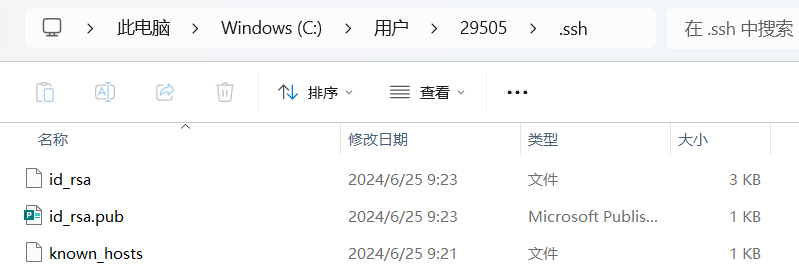 此电脑 > Windows (C:) > 用户 > 29505 > .ssh 在 .ssh 中搜索
排序 查看
名称 修改日期 类型 大小
id_rsa 2024/6/25 9:23 文件 3 KB
id_rsa.pub 2024/6/25 9:23 Microsoft Publis... 1 KB
known_hosts 2024/6/25 9:21 文件 1 KB